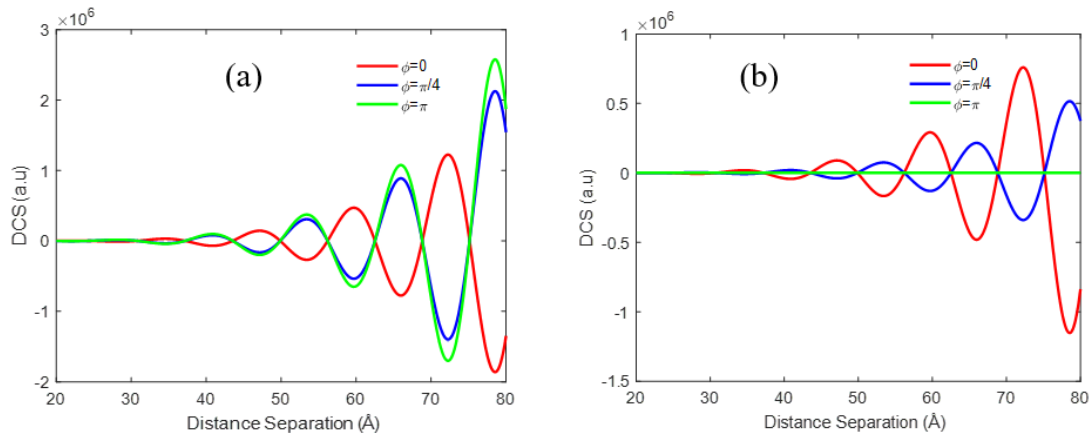 ×10⁶
3
2
1
0
-1
-2
DCS (a.u)
20 30 40 50 60 70 80
Distance Separation (Å)
(a)
ϕ=0
ϕ=π/4
ϕ=π
×10⁶
1
0.5
0
-0.5
-1
-1.5
DCS (a.u)
20 30 40 50 60 70 80
Distance Separation (Å)
(b)
ϕ=0
ϕ=π/4
ϕ=π